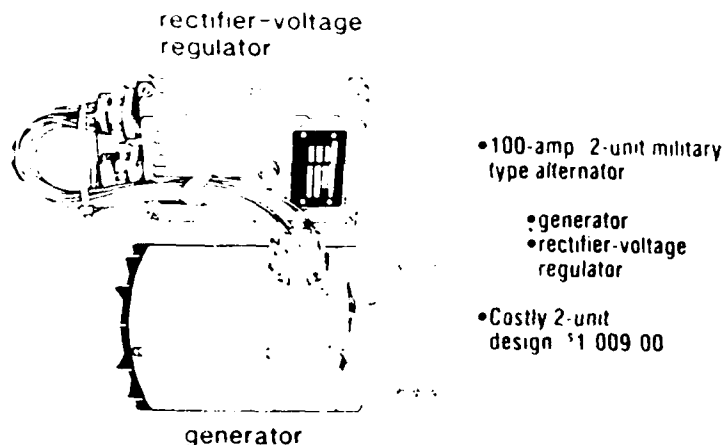 rectifier-voltage
regulator
•100-amp 2-unit military
type alternator
•generator
•rectifier-voltage
regulator
•Costly 2-unit
design $1 009 00
generator